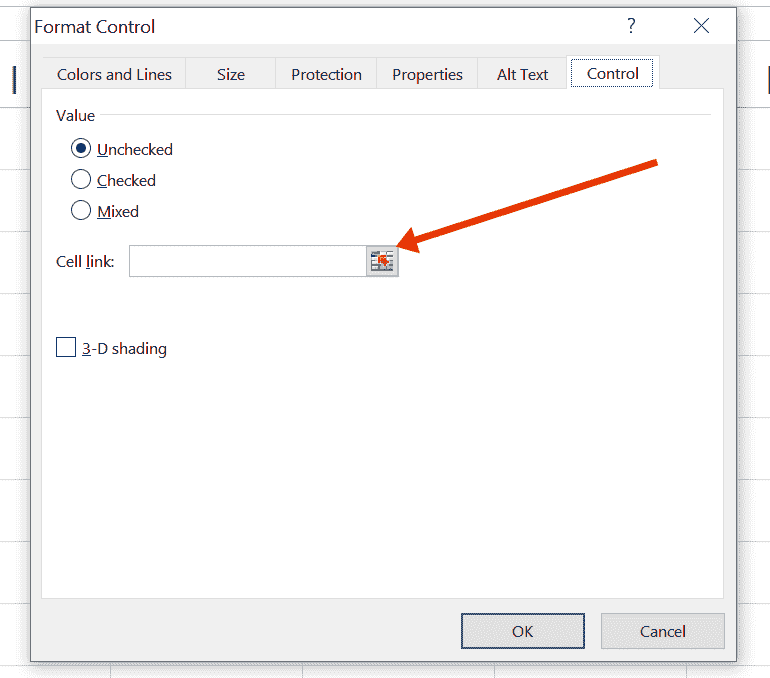 Format Control
?
Colors and Lines Size Protection Properties Alt Text Control
Value
Unchecked
Checked
Mixed
Cell link:
3-D shading
OK Cancel